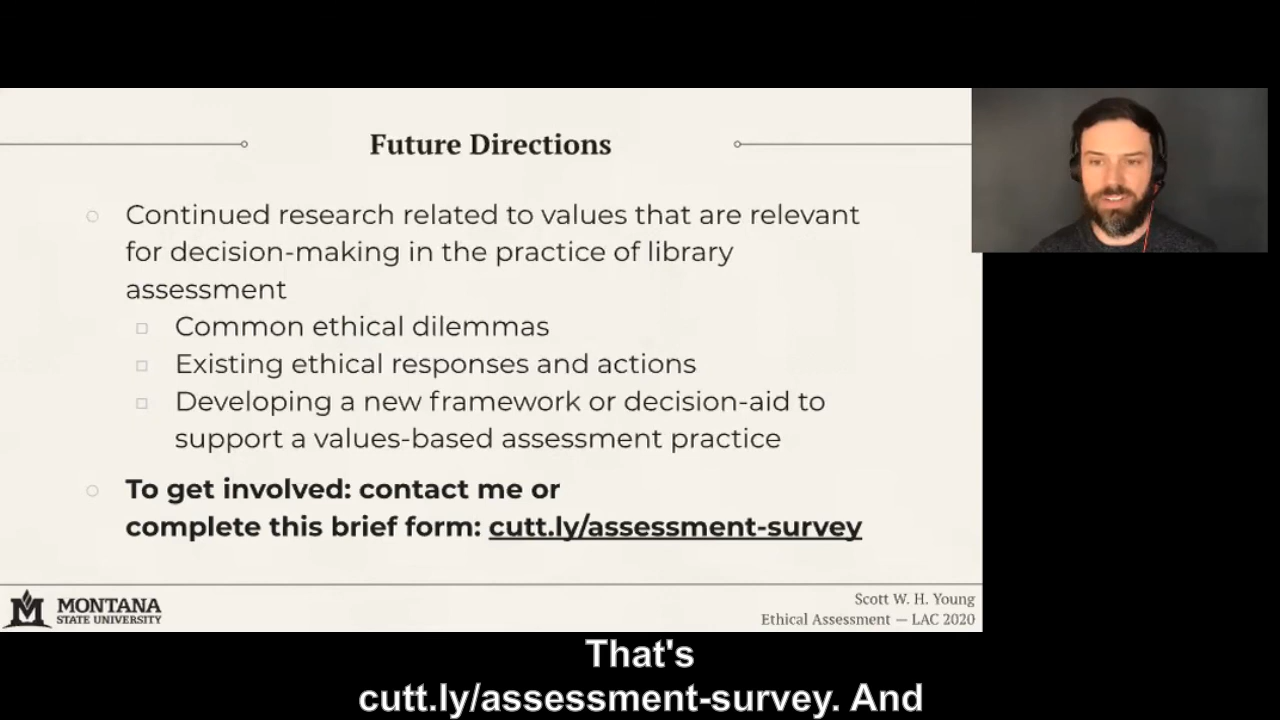 Future Directions
Continued research related to values that are relevant
for decision-making in the practice of library
assessment
Common ethical dilemmas
Existing ethical responses and actions
Developing a new framework or decision-aid to
support a values-based assessment practice
To get involved: contact me or
complete this brief form: cutt.ly/assessment-survey
MONTANA
STATE UNIVERSITY
Scott W. H. Young
Ethical Assessment — LAC 2020
That's
cutt.ly/assessment-survey. And